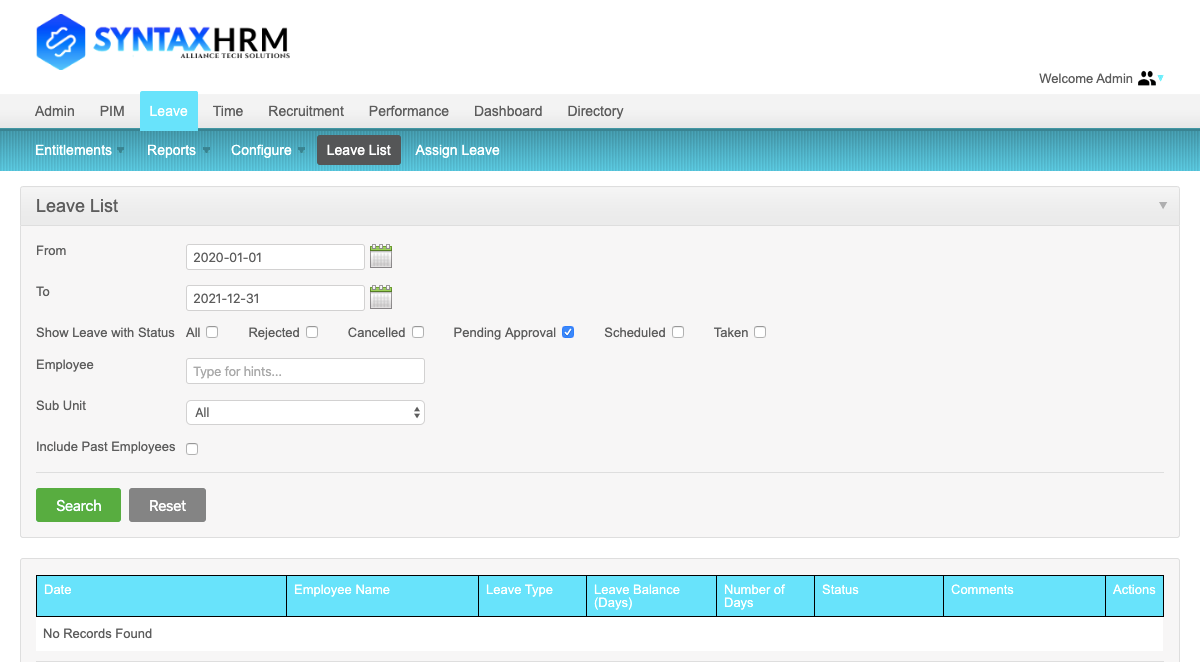 SYNTAXHRM
ALLIANCE TECH SOLUTIONS
Welcome Admin
Admin PIM Leave Time Recruitment Performance Dashboard Directory
Entitlements Reports Configure Leave List Assign Leave
Leave List
From 2020-01-01
To 2021-12-31
Show Leave with Status All Rejected Cancelled Pending Approval Scheduled Taken
Employee Type for hints...
Sub Unit All
Include Past Employees
Search Reset
Date Employee Name Leave Type Leave Balance (Days) Number of Days Status Comments Actions
No Records Found